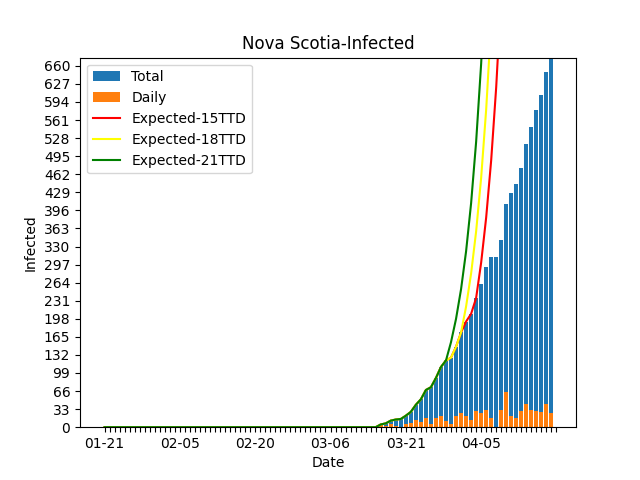 Nova Scotia-Infected
Total
Daily
Expected-15TTD
Expected-18TTD
Expected-21TTD
660
627
594
561
528
495
462
429
396
363
330
297
264
231
198
165
132
99
66
33
0
Infected
01-21 02-05 02-20 03-06 03-21 04-05
Date